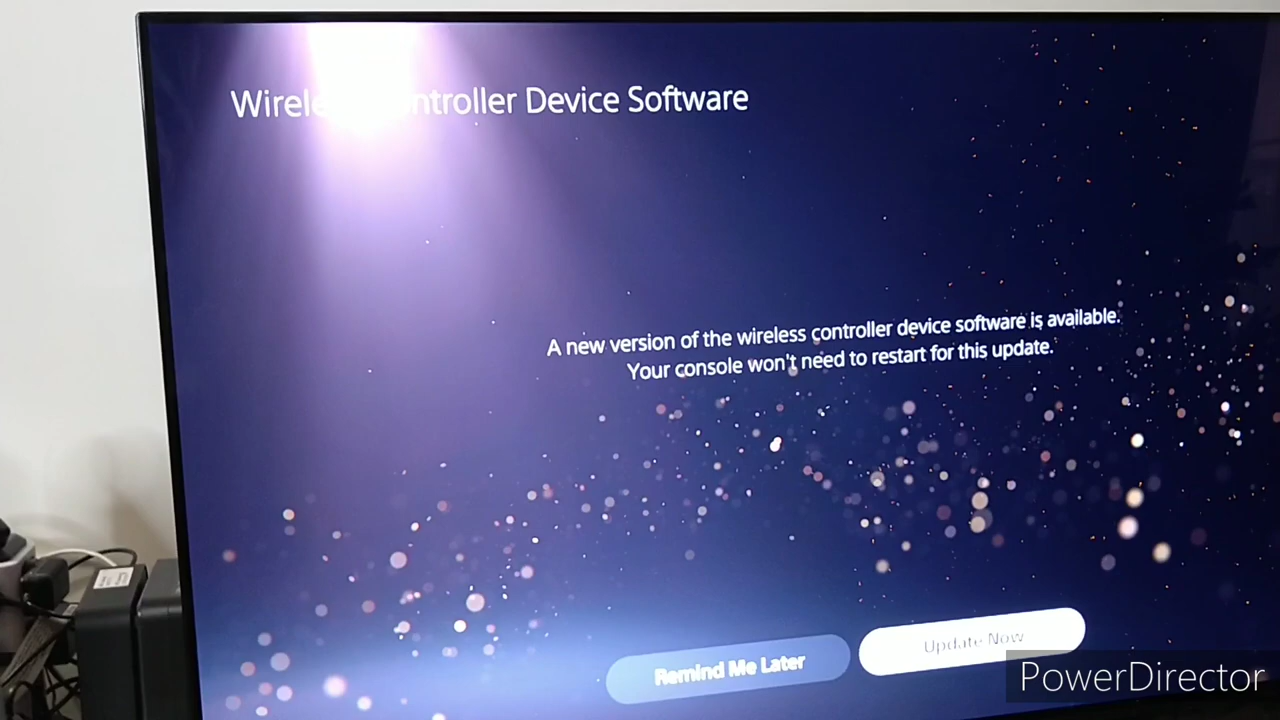 Wireless Controller Device Software
A new version of the wireless controller device software is available.
Your console won't need to restart for this update.
Remind Me Later
Update Now
PowerDirector